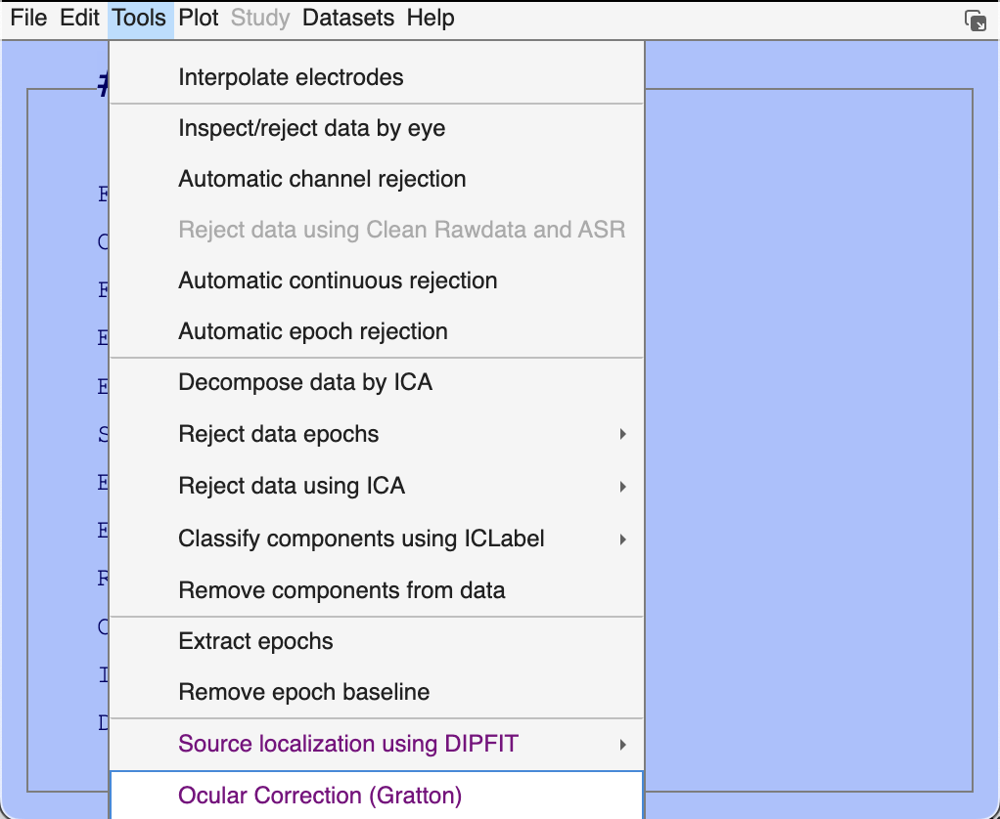 File Edit Tools Plot Study Datasets Help
Interpolate electrodes
Inspect/reject data by eye
Automatic channel rejection
Reject data using Clean Rawdata and ASR
Automatic continuous rejection
Automatic epoch rejection
Decompose data by ICA
Reject data epochs
Reject data using ICA
Classify components using ICLabel
Remove components from data
Extract epochs
Remove epoch baseline
Source localization using DIPFIT
Ocular Correction (Gratton)